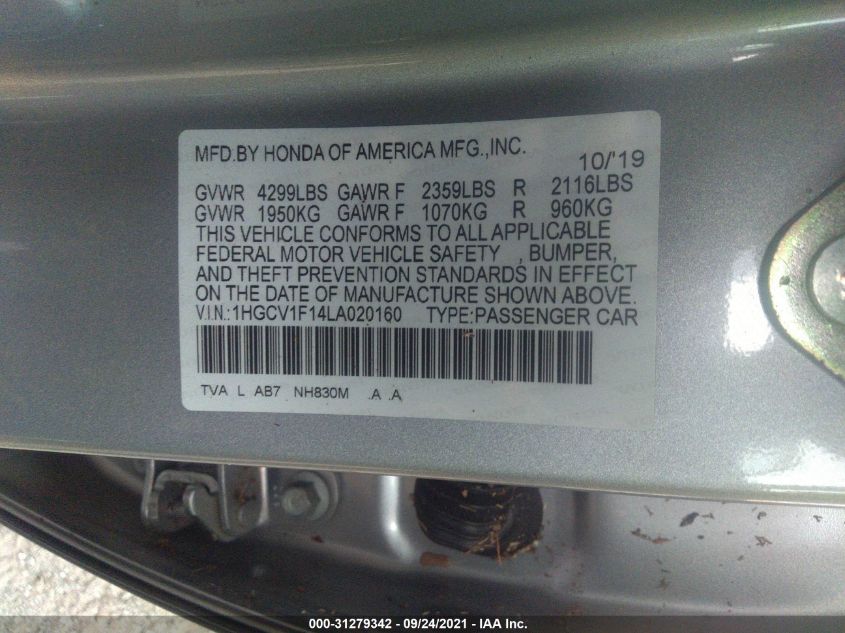 MFD.BY HONDA OF AMERICA MFG.,INC. 10/'19
GVWR 4299LBS GAWR F 2359LBS R 2116LBS
GVWR 1950KG GAWR F 1070KG R 960KG
THIS VEHICLE CONFORMS TO ALL APPLICABLE
FEDERAL MOTOR VEHICLE SAFETY , BUMPER,
AND THEFT PREVENTION STANDARDS IN EFFECT
ON THE DATE OF MANUFACTURE SHOWN ABOVE.
V.I.N.:1HGCV1F14LA020160 TYPE:PASSENGER CAR
TVA L AB7 NH830M .A .A
000-31279342 - 09/24/2021 - IAA Inc.